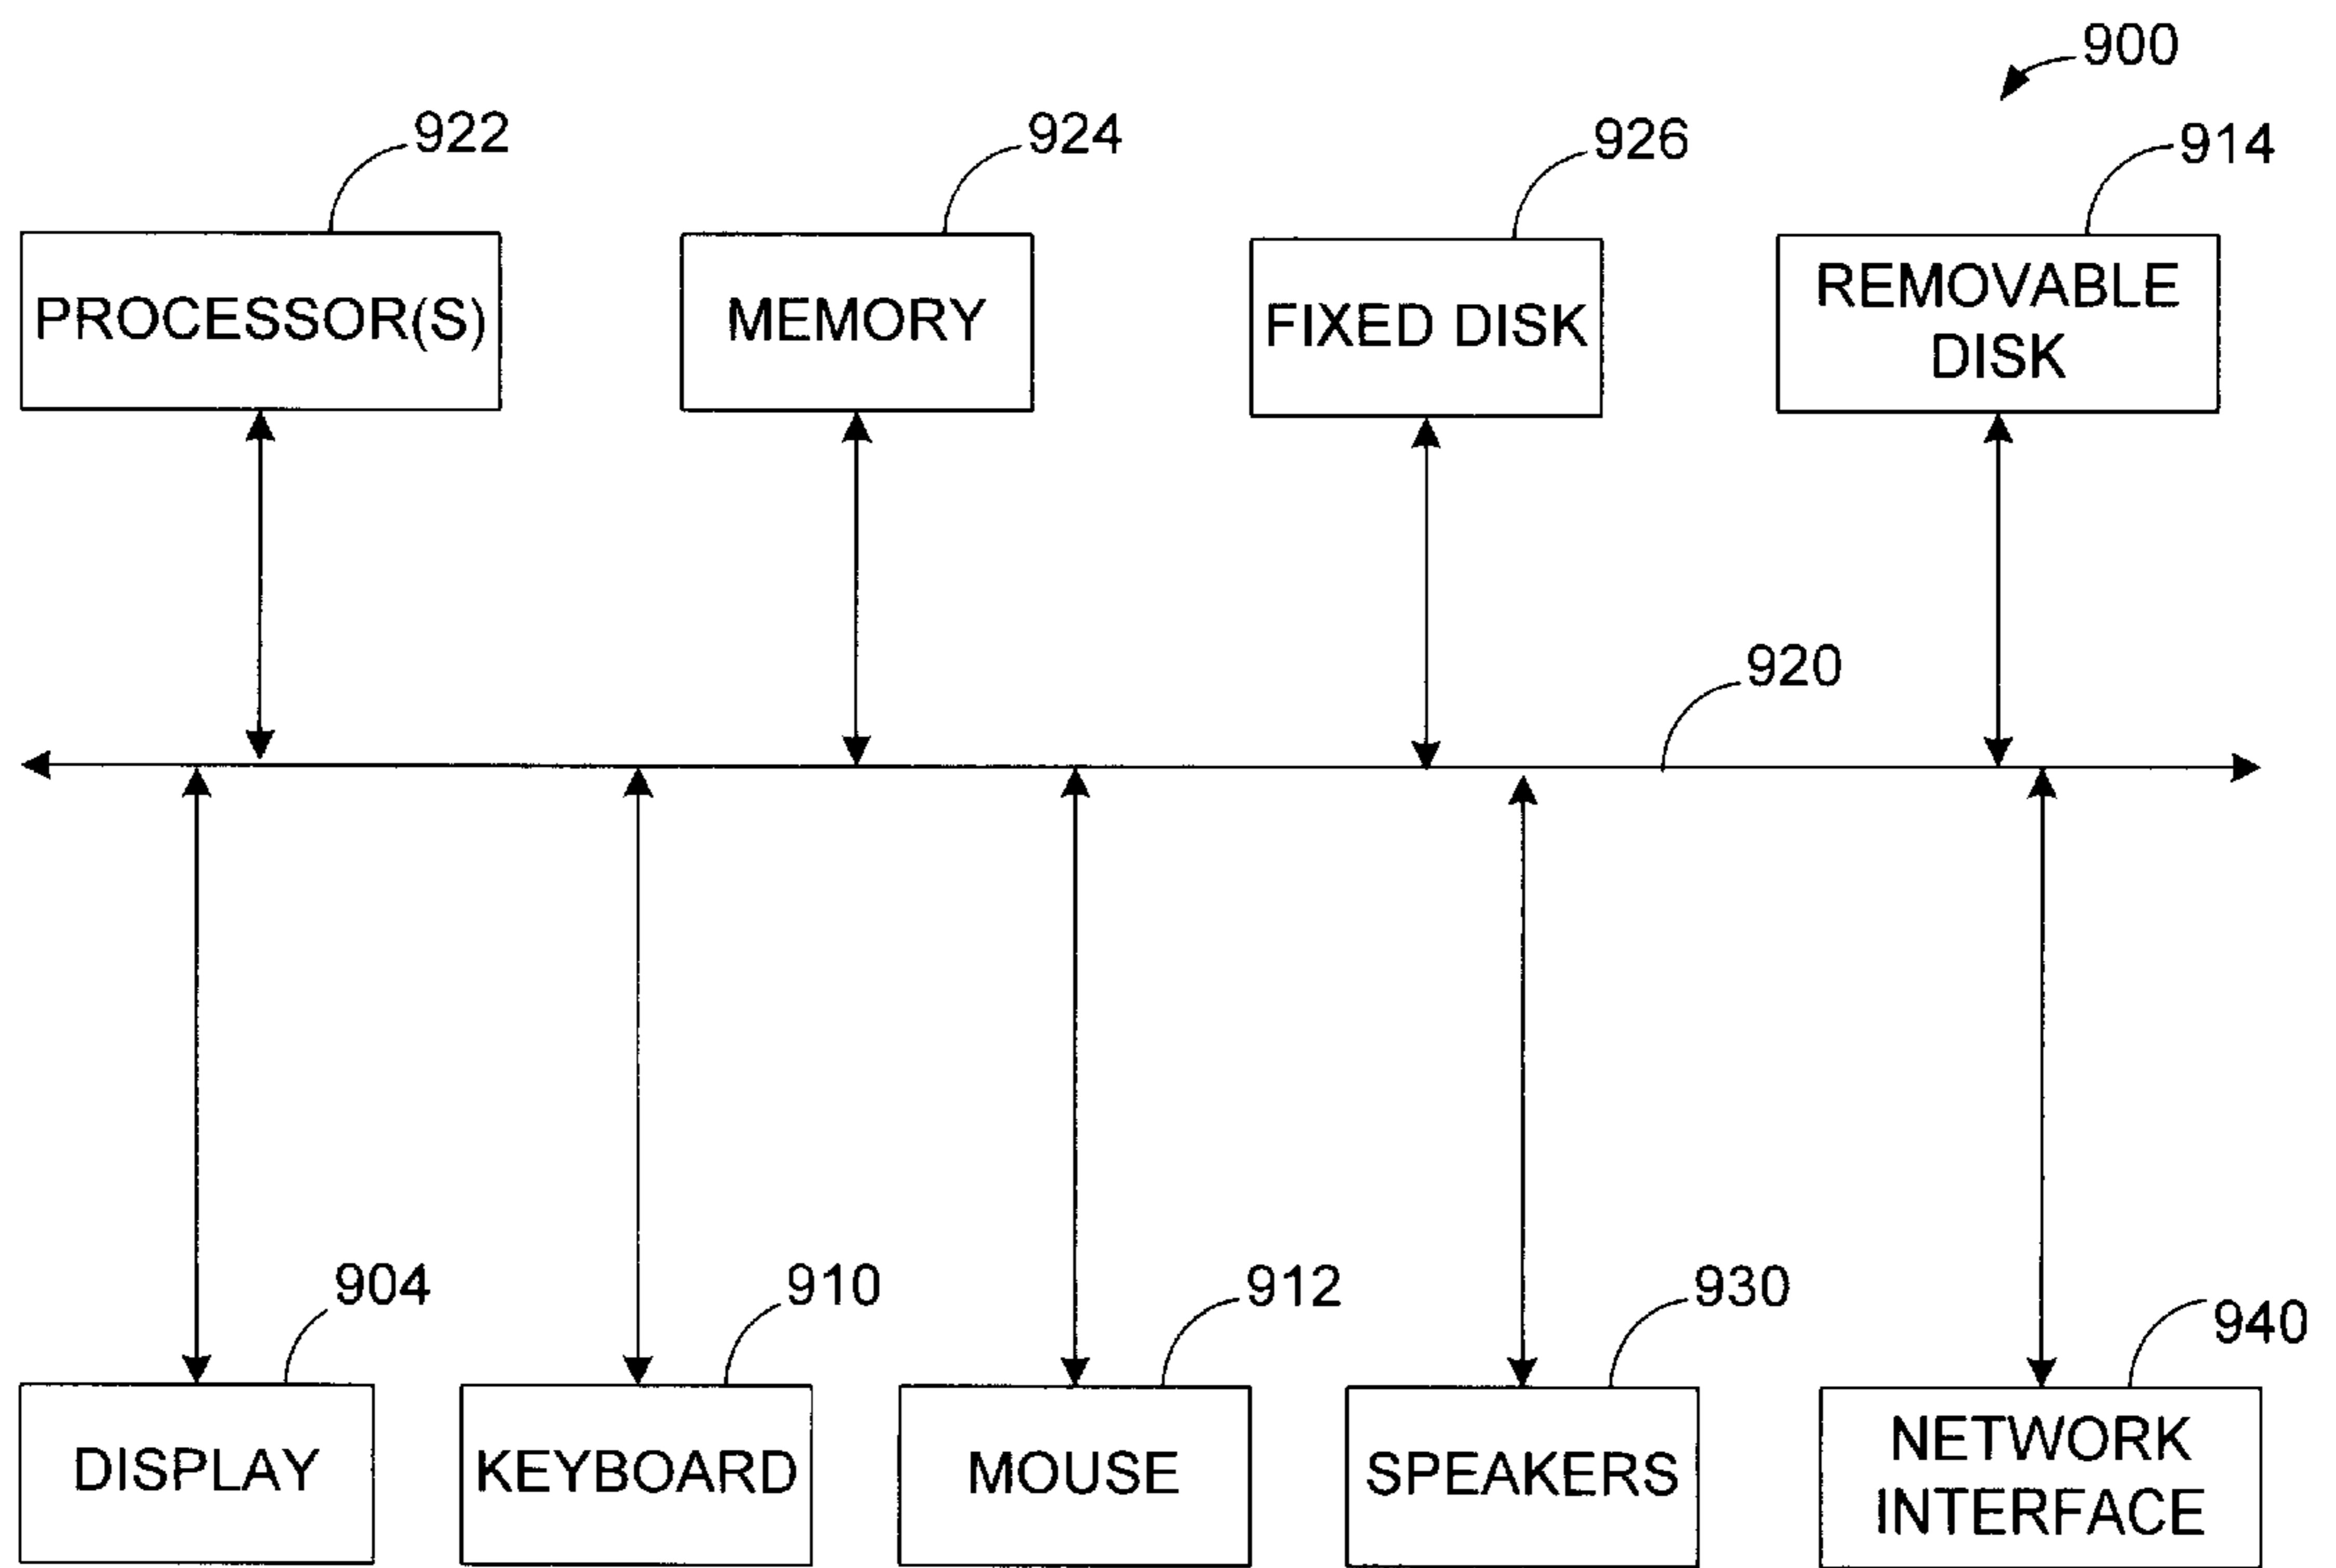 900
922
924
926
914
PROCESSOR(S)
MEMORY
FIXED DISK
REMOVABLE
DISK
920
904
910
912
930
940
DISPLAY
KEYBOARD
MOUSE
SPEAKERS
NETWORK
INTERFACE